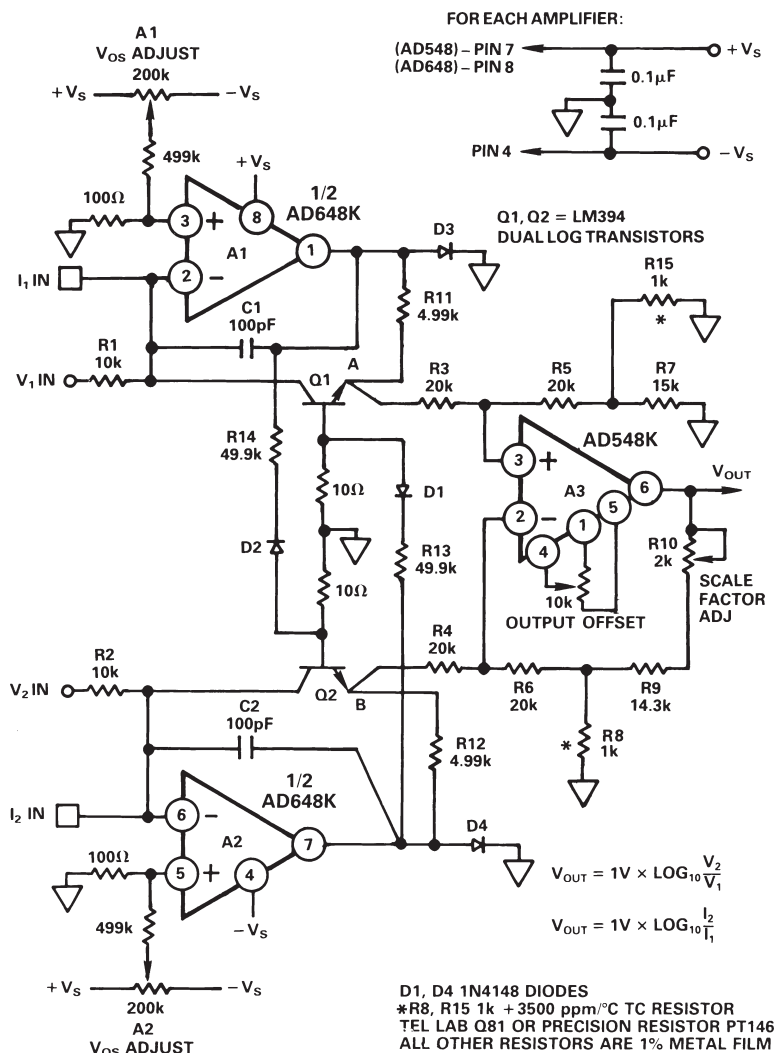 FOR EACH AMPLIFIER:
(AD548) – PIN 7
(AD648) – PIN 8
+VS
0.1µF
0.1µF
PIN 4
–VS
A1
VOS ADJUST
200k
+VS
–VS
499k
100Ω
+VS
1/2
AD648K
3
+
8
1
A1
2
–
I1 IN
D3
Q1, Q2 = LM394
DUAL LOG TRANSISTORS
R11
4.99k
C1
100pF
R15
1k
*
R1
10k
V1 IN
A
Q1
R3
20k
R5
20k
R7
15k
R14
49.9k
10Ω
D1
AD548K
3
+
A3
6
VOUT
2
–
1
5
4
10k
OUTPUT OFFSET
R10
2k
SCALE
FACTOR
ADJ
D2
R13
49.9k
10Ω
R2
10k
V2 IN
Q2
B
R4
20k
R6
20k
R9
14.3k
C2
100pF
R12
4.99k
*
R8
1k
1/2
AD648K
I2 IN
6
–
A2
7
D4
100Ω
5
+
4
–VS
499k
+VS
–VS
200k
A2
VOS ADJUST
VOUT = 1V × LOG10 V2/V1
VOUT = 1V × LOG10 I2/I1
D1, D4 1N4148 DIODES
*R8, R15 1k +3500 ppm/°C TC RESISTOR
TEL LAB Q81 OR PRECISION RESISTOR PT146
ALL OTHER RESISTORS ARE 1% METAL FILM